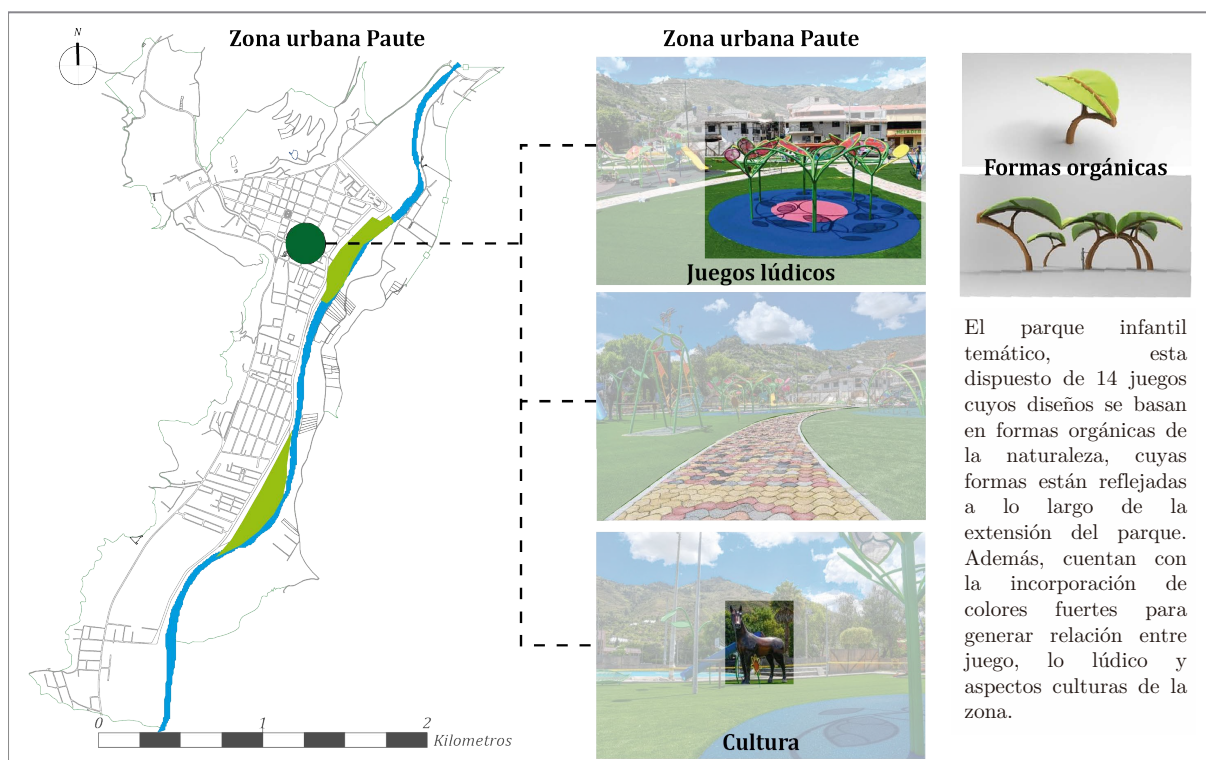 N
Zona urbana Paute
0
1
2
Kilometros
Zona urbana Paute
Juegos lúdicos
Cultura
Formas orgánicas
El parque infantil
temático, esta
dispuesto de 14 juegos
cuyos diseños se basan
en formas orgánicas de
la naturaleza, cuyas
formas están reflejadas
a lo largo de la
extensión del parque.
Además, cuentan con
la incorporación de
colores fuertes para
generar relación entre
juego, lo lúdico y
aspectos culturas de la
zona.